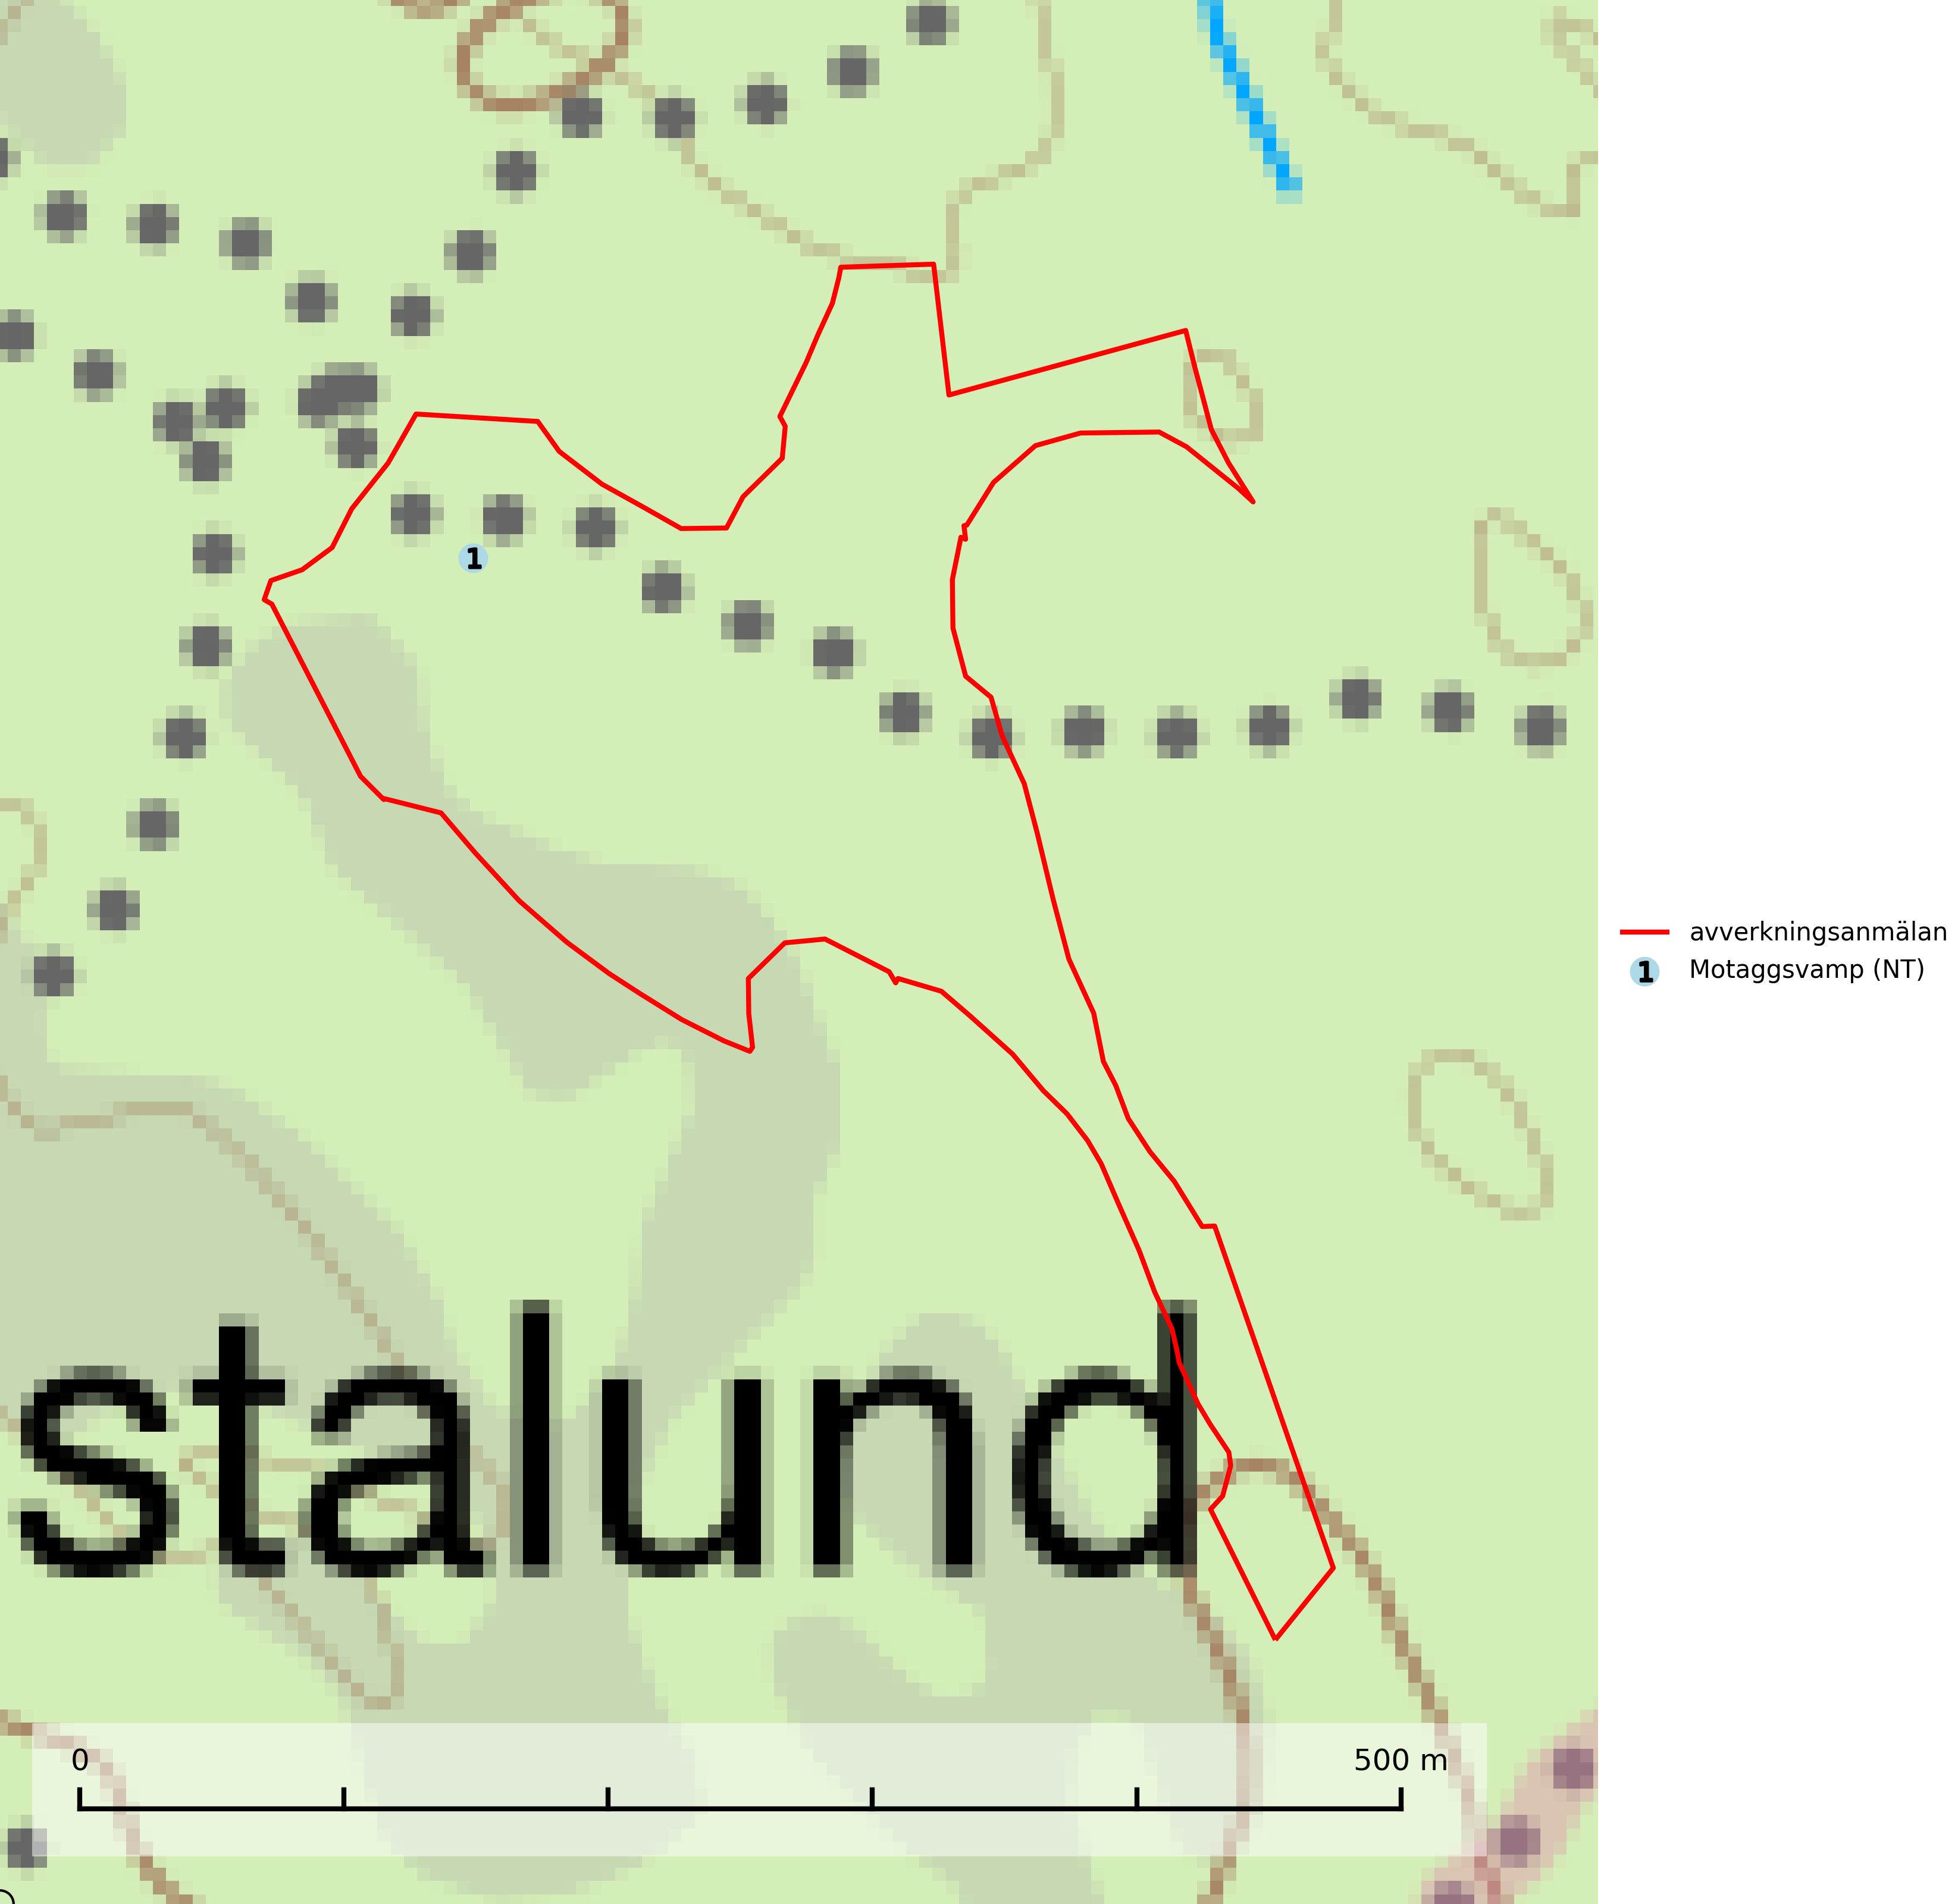 1
avverkningsanmälan
1 Motaggsvamp (NT)
stalund
0 500 m